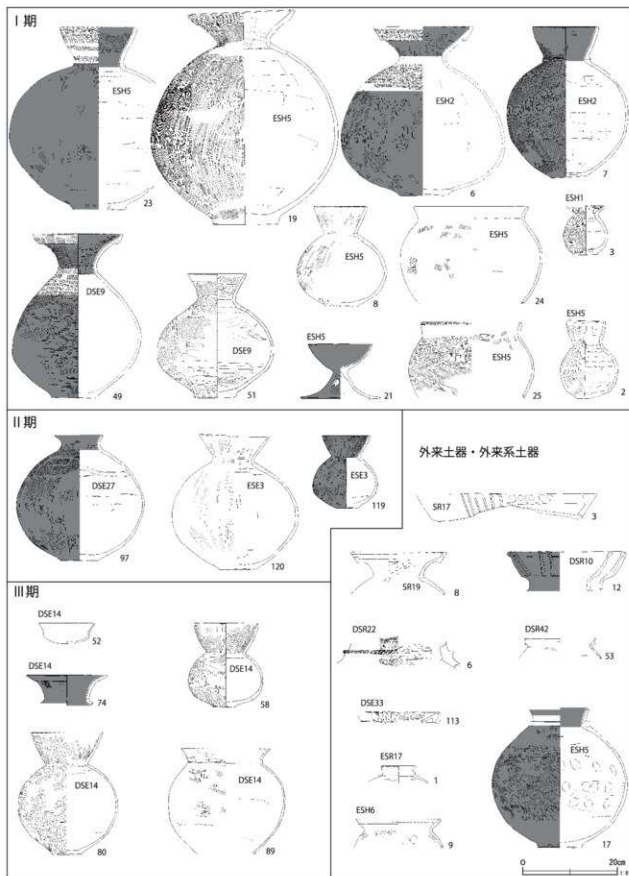 Ⅰ期
ESH5
23
ESH5
19
ESH2
6
ESH2
7
ESH5
8
ESH5
24
ESH1
3
DSE9
49
DSE9
51
ESH5
21
ESH5
25
ESH5
2
Ⅱ期
DSE27
97
ESE3
120
ESE3
119
Ⅲ期
DSE14
52
DSE14
74
DSE14
58
DSE14
80
DSE14
89
外来土器・外来系土器
SR17
3
SR19
8
DSR10
12
DSR22
6
DSR42
53
DSE33
113
ESR17
1
ESH6
9
ESH5
17
0 20cm